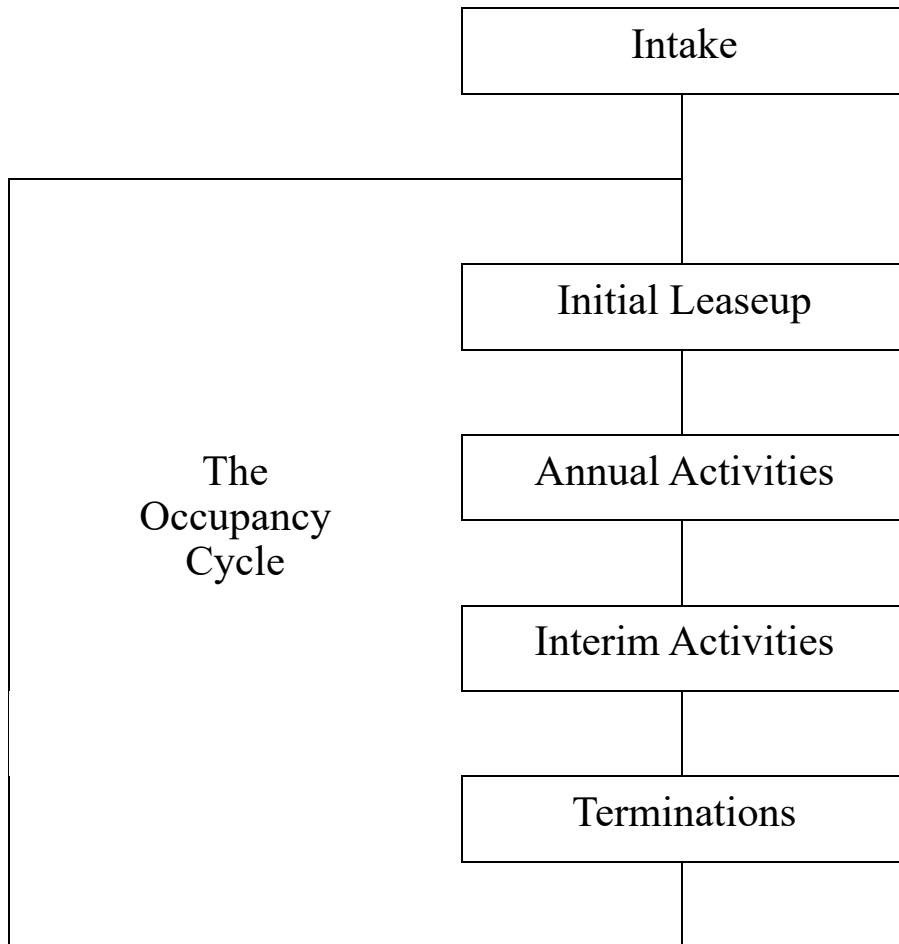 Intake
Initial Leaseup
Annual Activities
The
Occupancy
Cycle
Interim Activities
Terminations